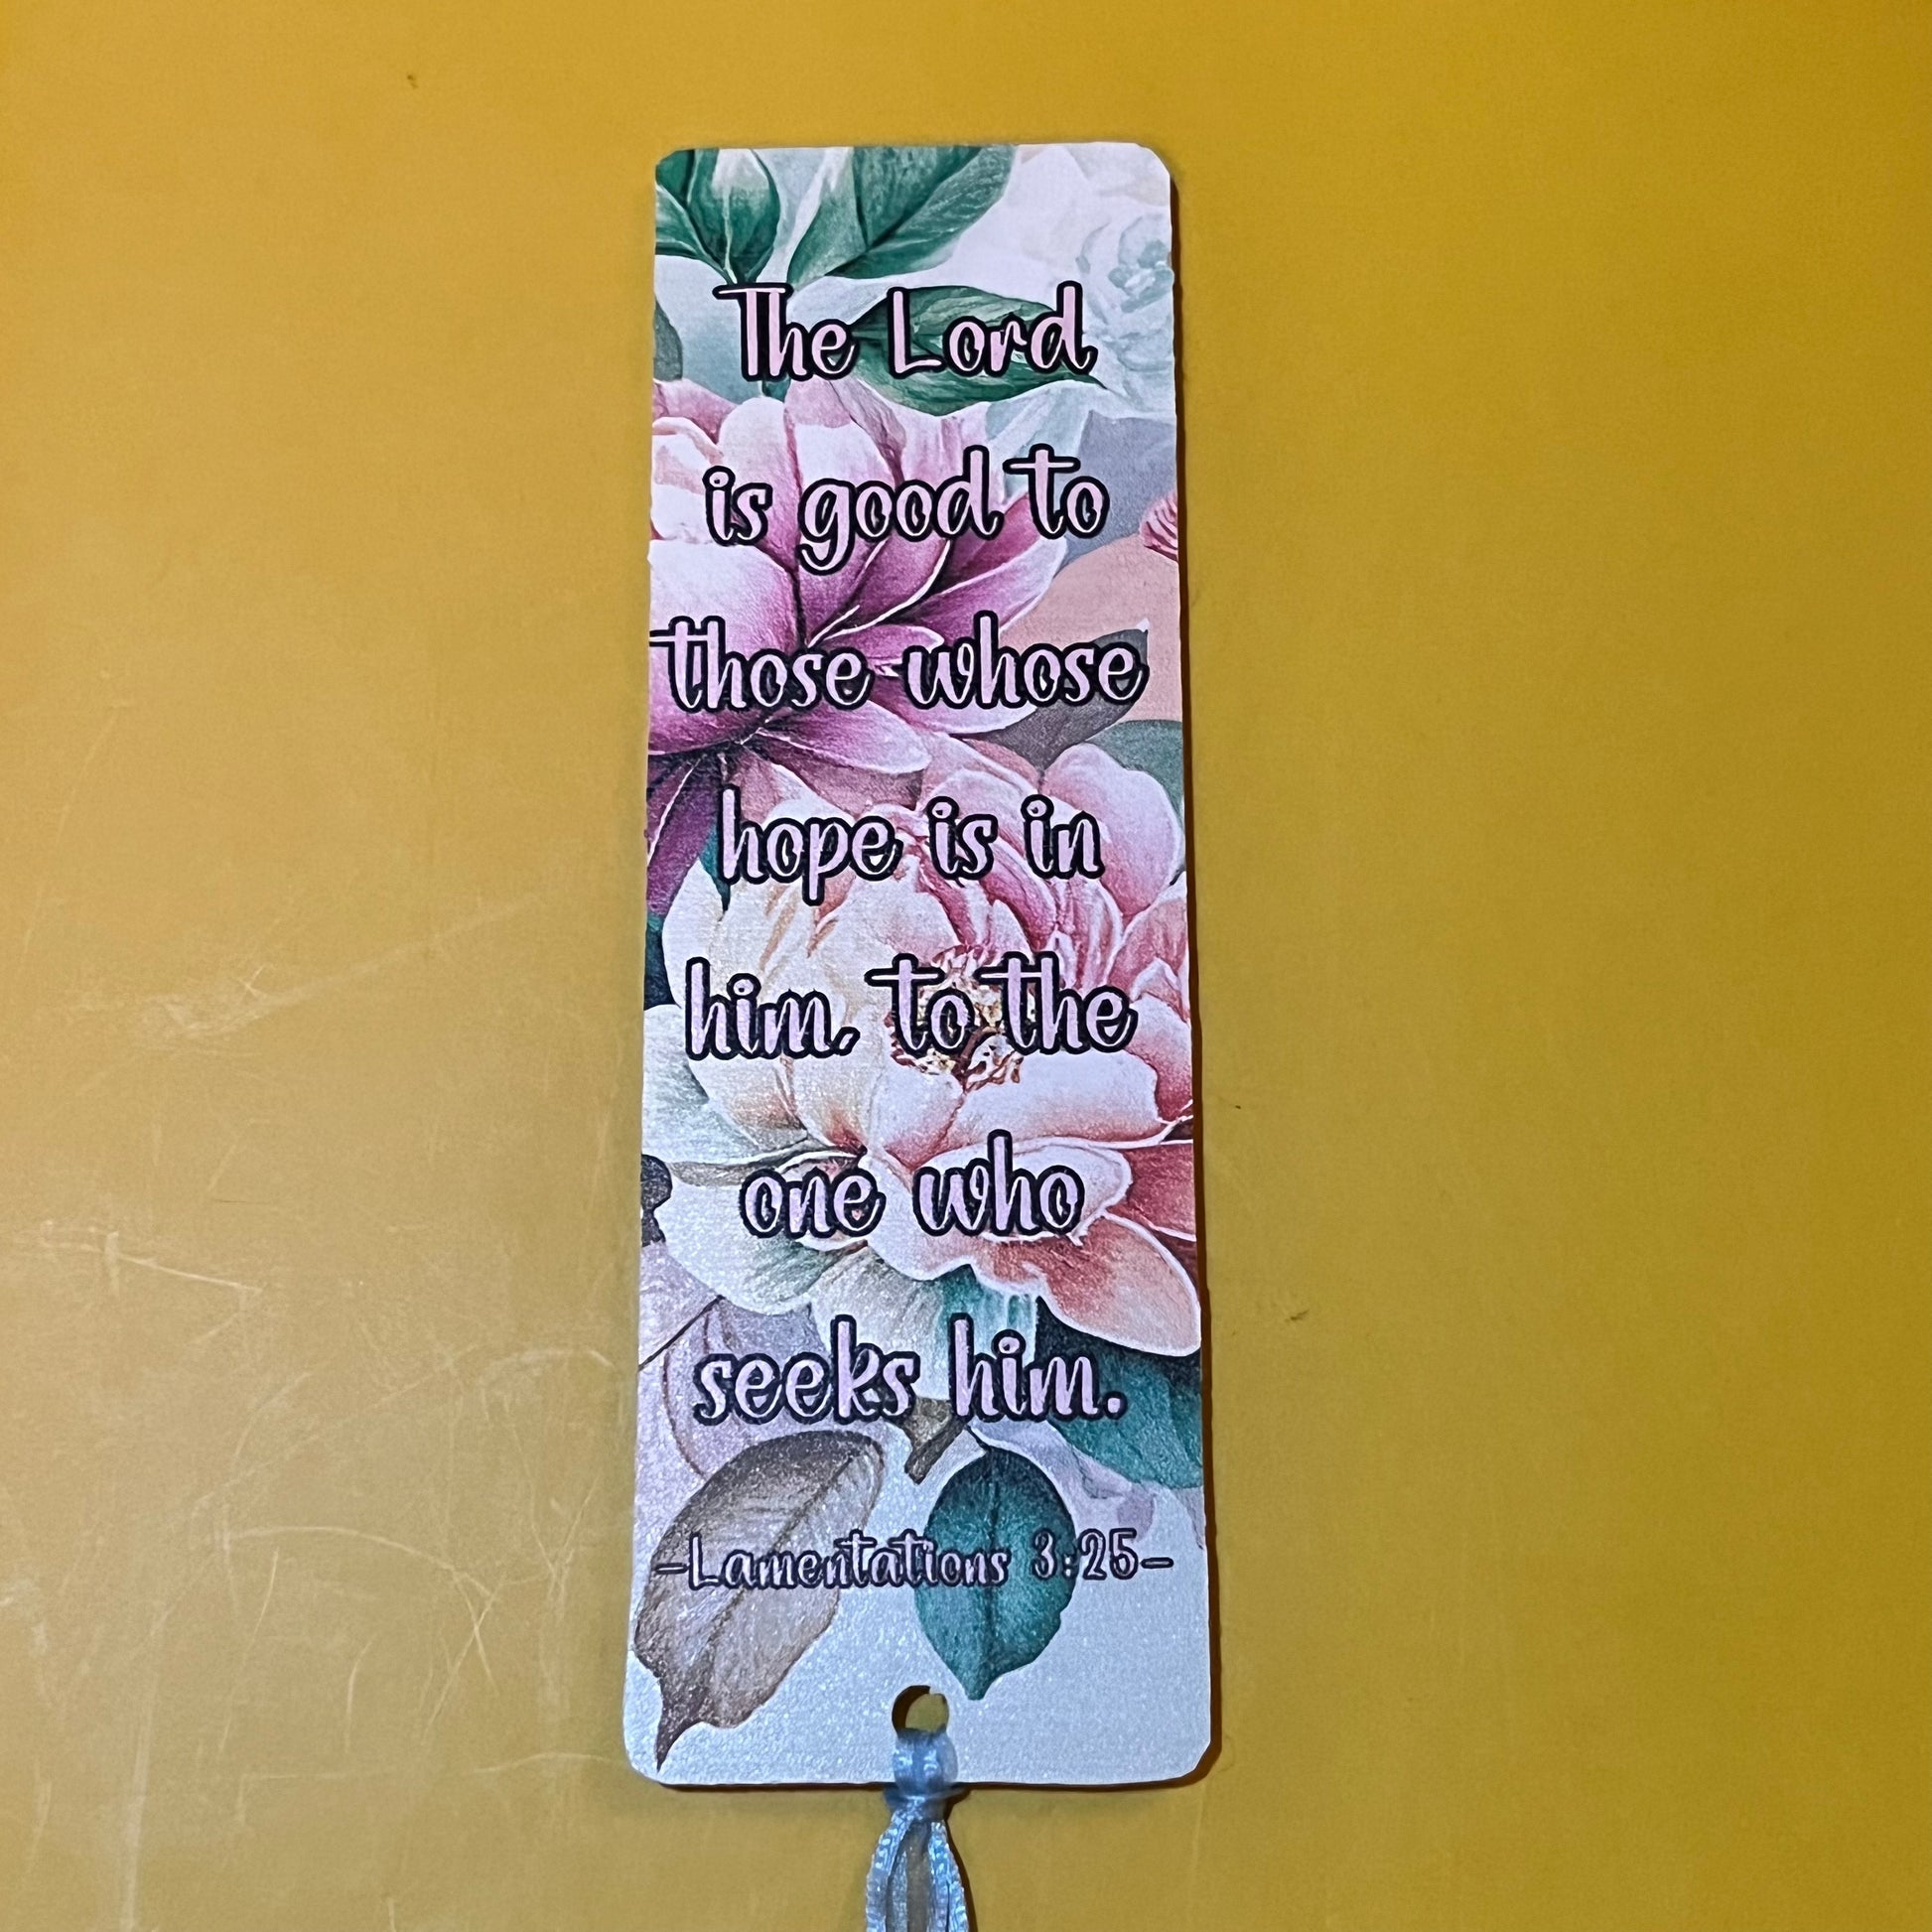 The Lord
is good to
those whose
hope is in
him, to the
one who
seeks him.
-Lamentations 3:25-